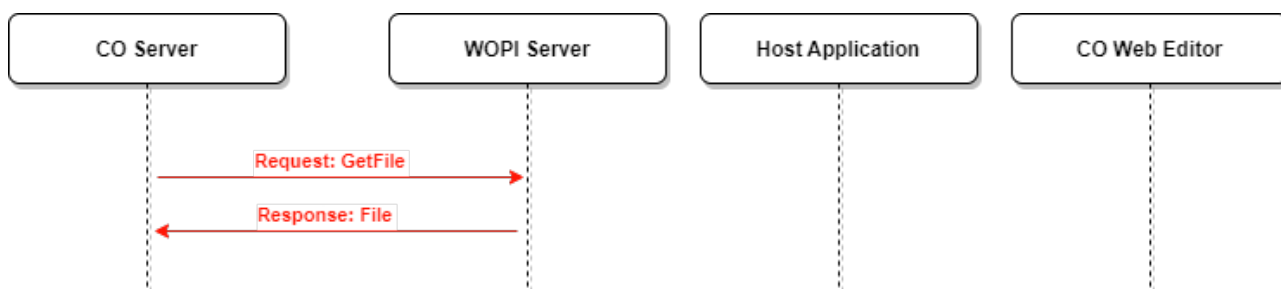 CO Server
WOPI Server
Host Application
CO Web Editor
Request: GetFile
Response: File